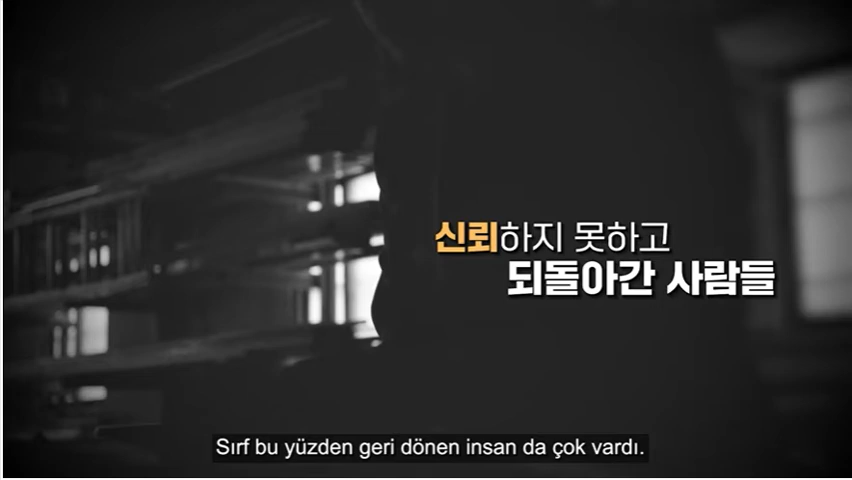 신뢰하지 못하고
되돌아간 사람들
Sırf bu yüzden geri dönen insan da çok vardı.